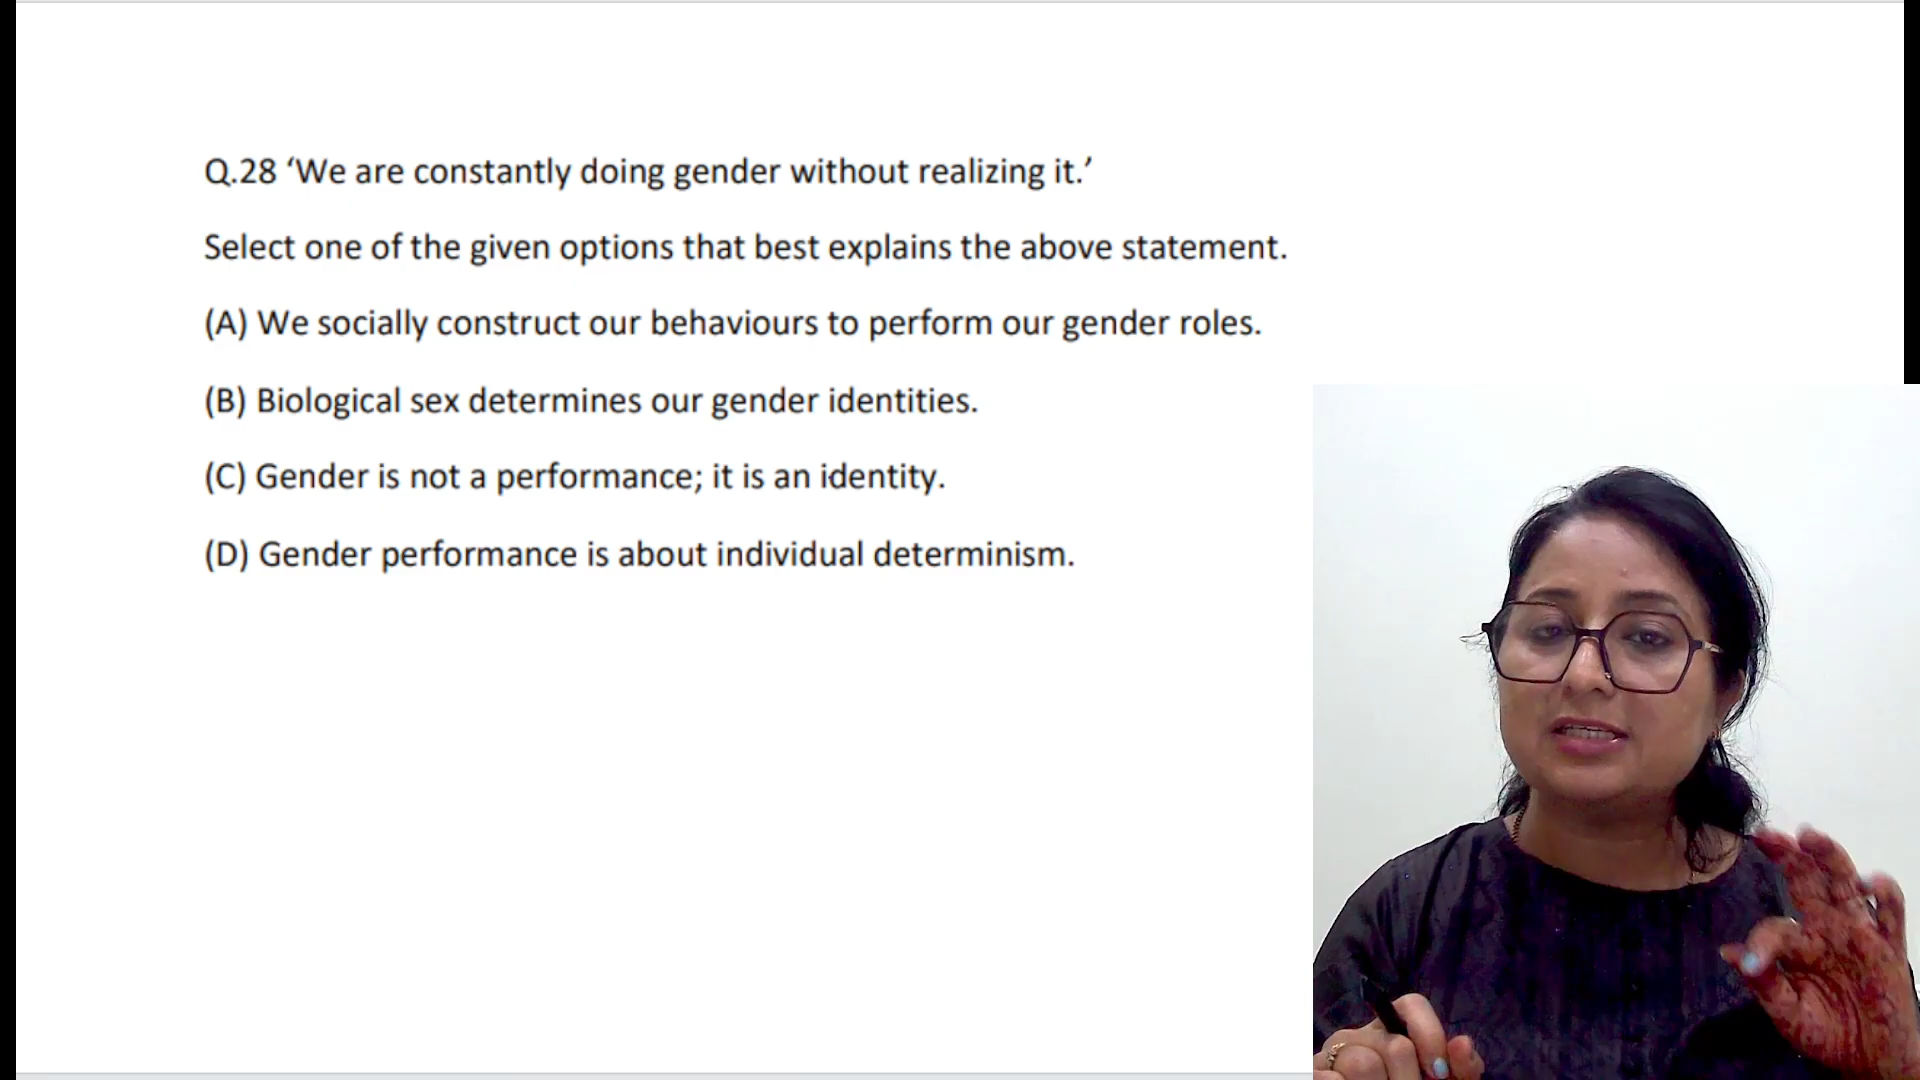 Q.28 ‘We are constantly doing gender without realizing it.’
Select one of the given options that best explains the above statement.
(A) We socially construct our behaviours to perform our gender roles.
(B) Biological sex determines our gender identities.
(C) Gender is not a performance; it is an identity.
(D) Gender performance is about individual determinism.